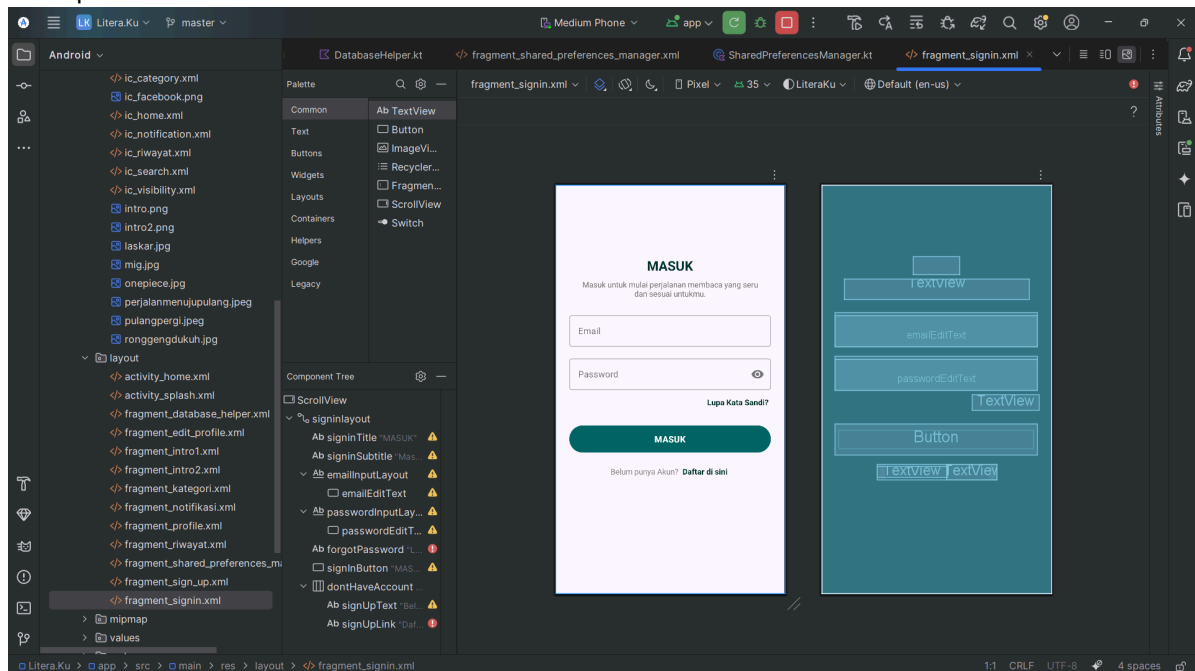 LK Litera.Ku master Medium Phone app
Android
DatabaseHelper.kt fragment_shared_preferences_manager.xml SharedPreferencesManager.kt fragment_signin.xml
ic_category.xml
ic_facebook.png
ic_home.xml
ic_notification.xml
ic_riwayat.xml
ic_search.xml
ic_visibility.xml
intro.png
intro2.png
laskar.jpg
mig.jpg
onepiece.jpg
perjalanmenujupulang.jpeg
pulangpergi.jpeg
ronggengdukuh.jpg
layout
activity_home.xml
activity_splash.xml
fragment_database_helper.xml
fragment_edit_profile.xml
fragment_intro1.xml
fragment_intro2.xml
fragment_kategori.xml
fragment_notifikasi.xml
fragment_profile.xml
fragment_riwayat.xml
fragment_shared_preferences_ma
fragment_sign_up.xml
fragment_signin.xml
mipmap
values
Palette
Common
Text
Buttons
Widgets
Layouts
Containers
Helpers
Google
Legacy
Ab TextView
Button
ImageVi...
Recycler...
Fragmen...
ScrollView
Switch
Component Tree
ScrollView
signinlayout
Ab signinTitle "MASUK"
Ab signinSubtitle "Mas...
Ab emailInputLayout
emailEditText
Ab passwordInputLay...
passwordEditT...
Ab forgotPassword "L...
signInButton "MAS...
dontHaveAccount
Ab signUpText "Bel...
Ab signUpLink "Daf...
fragment_signin.xml Pixel 35 LiteraKu Default (en-us)
Attributes
MASUK
Masuk untuk mulai perjalanan membaca yang seru
dan sesuai untukmu.
Email
Password
Lupa Kata Sandi?
MASUK
Belum punya Akun? Daftar di sini
TextView
emailEditText
passwordEditText
TextView
Button
TextView TextView
Litera.Ku > app > src > main > res > layout > fragment_signin.xml
1:1 CRLF UTF-8 4 spaces